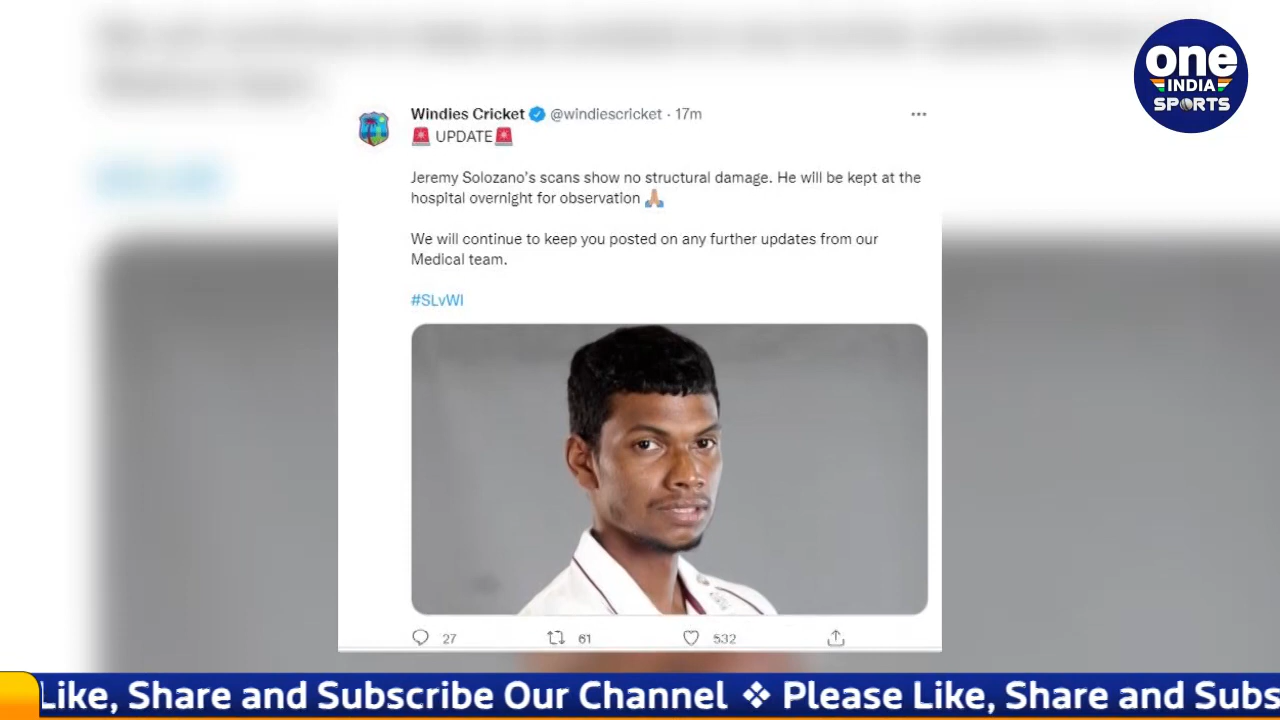 one
INDIA
SPORTS
Windies Cricket @windiescricket · 17m
🚨 UPDATE🚨
Jeremy Solozano's scans show no structural damage. He will be kept at the
hospital overnight for observation 🙏🏽
We will continue to keep you posted on any further updates from our
Medical team.
#SLvWI
27 61 532
Like, Share and Subscribe Our Channel ❖ Please Like, Share and Subs